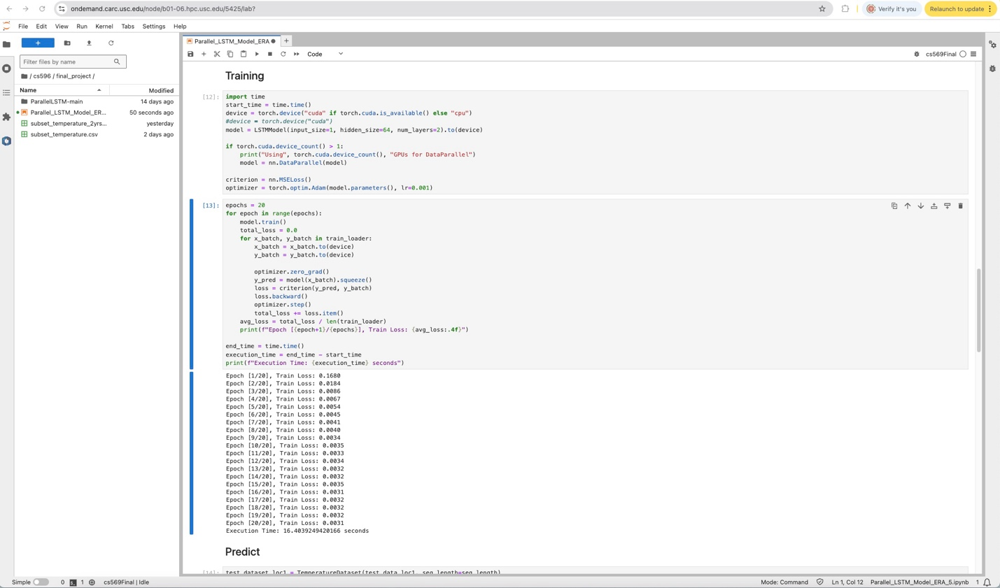 ondemand.carc.usc.edu/node/b01-06.hpc.usc.edu/5425/lab?
Verify it's you
Relaunch to update
File Edit View Run Kernel Tabs Settings Help
Parallel_LSTM_Model_ERA
Code
cs569Final
Filter files by name
/ cs596 / final_project /
Name Modified
ParallelLSTM-main 14 days ago
Parallel_LSTM_Model_ER... 50 seconds ago
subset_temperature_2yrs... yesterday
subset_temperature.csv 2 days ago
Training
[12]:
import time
start_time = time.time()
device = torch.device("cuda" if torch.cuda.is_available() else "cpu")
#device = torch.device("cuda")
model = LSTMModel(input_size=1, hidden_size=64, num_layers=2).to(device)
if torch.cuda.device_count() > 1:
    print("Using", torch.cuda.device_count(), "GPUs for DataParallel")
    model = nn.DataParallel(model)
criterion = nn.MSELoss()
optimizer = torch.optim.Adam(model.parameters(), lr=0.001)
[13]:
epochs = 20
for epoch in range(epochs):
    model.train()
    total_loss = 0.0
    for x_batch, y_batch in train_loader:
        x_batch = x_batch.to(device)
        y_batch = y_batch.to(device)
        optimizer.zero_grad()
        y_pred = model(x_batch).squeeze()
        loss = criterion(y_pred, y_batch)
        loss.backward()
        optimizer.step()
        total_loss += loss.item()
    avg_loss = total_loss / len(train_loader)
    print(f"Epoch [{epoch+1}/{epochs}], Train Loss: {avg_loss:.4f}")
end_time = time.time()
execution_time = end_time - start_time
print(f"Execution Time: {execution_time} seconds")
Epoch [1/20], Train Loss: 0.1680
Epoch [2/20], Train Loss: 0.0184
Epoch [3/20], Train Loss: 0.0086
Epoch [4/20], Train Loss: 0.0067
Epoch [5/20], Train Loss: 0.0054
Epoch [6/20], Train Loss: 0.0045
Epoch [7/20], Train Loss: 0.0041
Epoch [8/20], Train Loss: 0.0040
Epoch [9/20], Train Loss: 0.0034
Epoch [10/20], Train Loss: 0.0035
Epoch [11/20], Train Loss: 0.0033
Epoch [12/20], Train Loss: 0.0034
Epoch [13/20], Train Loss: 0.0032
Epoch [14/20], Train Loss: 0.0032
Epoch [15/20], Train Loss: 0.0035
Epoch [16/20], Train Loss: 0.0031
Epoch [17/20], Train Loss: 0.0032
Epoch [18/20], Train Loss: 0.0032
Epoch [19/20], Train Loss: 0.0032
Epoch [20/20], Train Loss: 0.0031
Execution Time: 16.4039249420166 seconds
Predict
[14]: test_dataset_loc1 = TemperatureDataset(test_data_loc1, seq_length=seq_length)
Simple 0 1 cs569Final | Idle Mode: Command Ln 1, Col 12 Parallel_LSTM_Model_ERA_5.ipynb 1